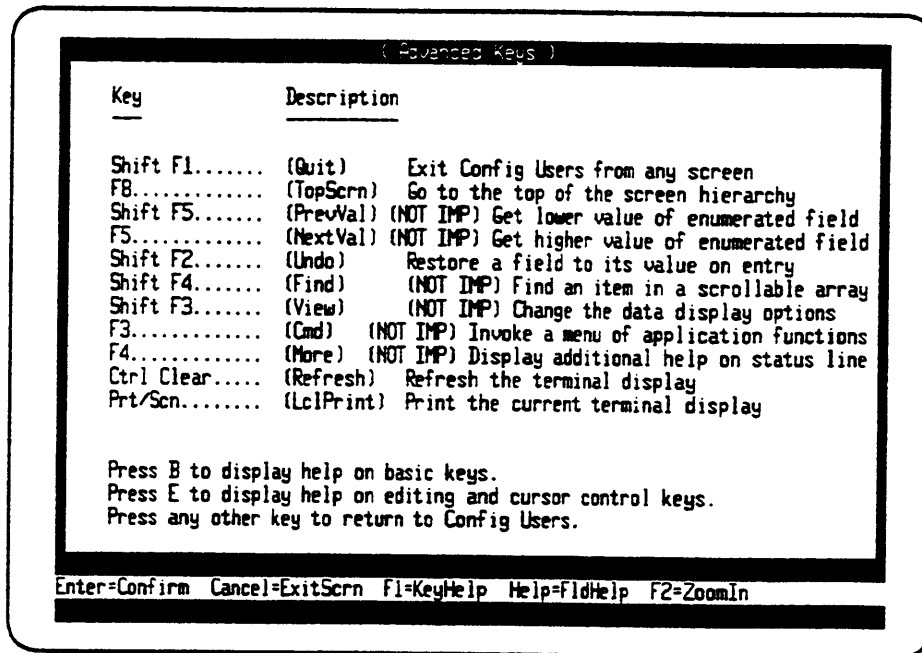 ( Advanced Keys )
Key Description
Shift F1....... (Quit) Exit Config Users from any screen
F8............. (TopScrn) Go to the top of the screen hierarchy
Shift F5....... (PrevVal) (NOT IMP) Get lower value of enumerated field
F5............. (NextVal) (NOT IMP) Get higher value of enumerated field
Shift F2....... (Undo) Restore a field to its value on entry
Shift F4....... (Find) (NOT IMP) Find an item in a scrollable array
Shift F3....... (View) (NOT IMP) Change the data display options
F3............. (Cmd) (NOT IMP) Invoke a menu of application functions
F4............. (More) (NOT IMP) Display additional help on status line
Ctrl Clear..... (Refresh) Refresh the terminal display
Prt/Scn........ (LclPrint) Print the current terminal display
Press B to display help on basic keys.
Press E to display help on editing and cursor control keys.
Press any other key to return to Config Users.
Enter=Confirm Cancel=ExitScrn F1=KeyHelp Help=FldHelp F2=ZoomIn